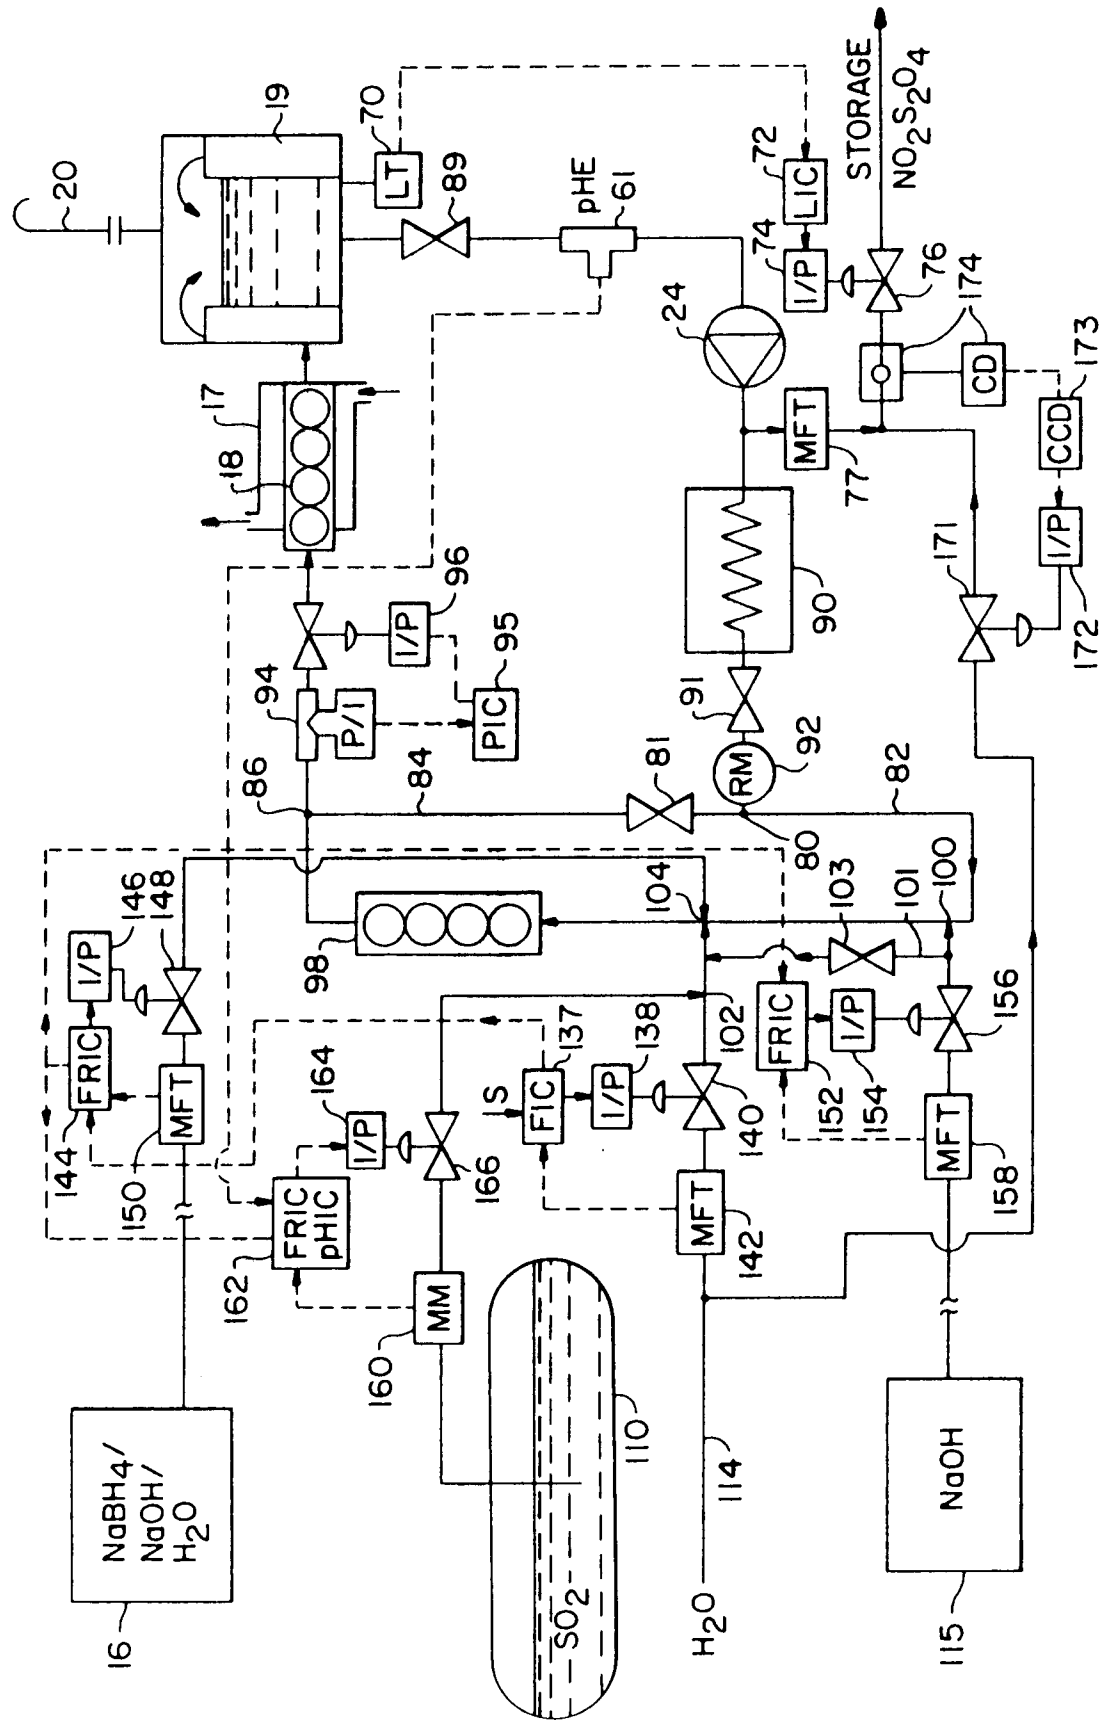 20
19
LT
70
89
pHE
61
LIC
72
I/P
74
STORAGE
NO2S2O4
76
174
CD
CCD
173
I/P
172
171
17
18
24
MFT
77
90
91
RM
92
81
82
80
84
86
94
P/I
PIC
95
I/P
96
98
104
103
101
100
102
I/P
146
148
FRIC
144
MFT
150
162
FRIC
pHIC
I/P
164
166
MM
160
IS
FIC
137
I/P
138
140
MFT
142
FRIC
152
I/P
154
156
MFT
158
NaBH4/
NaOH/
H2O
16
SO2
110
H2O
114
NaOH
115